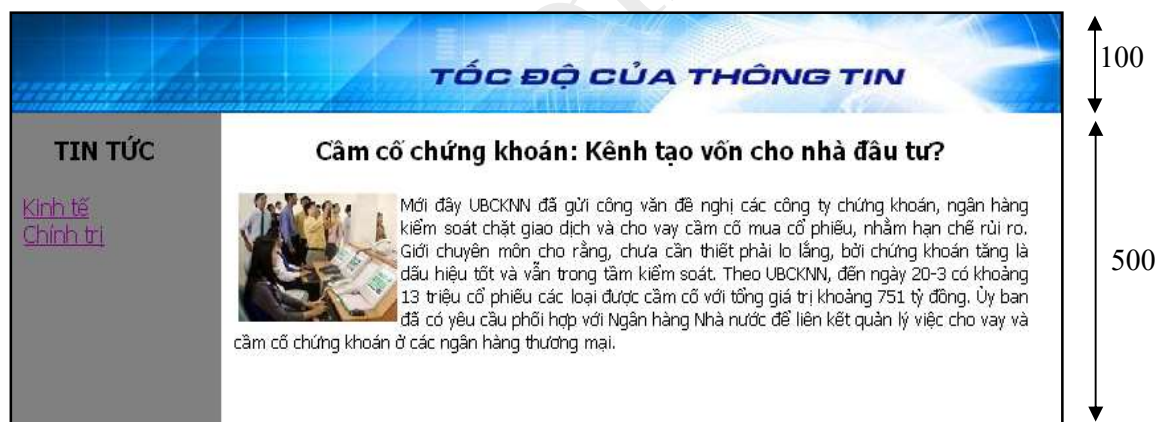 TỐC ĐỘ CỦA THÔNG TIN
100
TIN TỨC
Kinh tế
Chính trị
Cầm cố chứng khoán: Kênh tạo vốn cho nhà đầu tư?
Mới đây UBCKNN đã gửi công văn đề nghị các công ty chứng khoán, ngân hàng
kiểm soát chặt giao dịch và cho vay cầm cố mua cổ phiếu, nhằm hạn chế rủi ro.
Giới chuyên môn cho rằng, chưa cần thiết phải lo lắng, bởi chứng khoán tăng là
dấu hiệu tốt và vẫn trong tầm kiểm soát. Theo UBCKNN, đến ngày 20-3 có khoảng
13 triệu cổ phiếu các loại được cầm cố với tổng giá trị khoảng 751 tỷ đồng. Ủy ban
đã có yêu cầu phối hợp với Ngân hàng Nhà nước để liên kết quản lý việc cho vay và
cầm cố chứng khoán ở các ngân hàng thương mại.
500